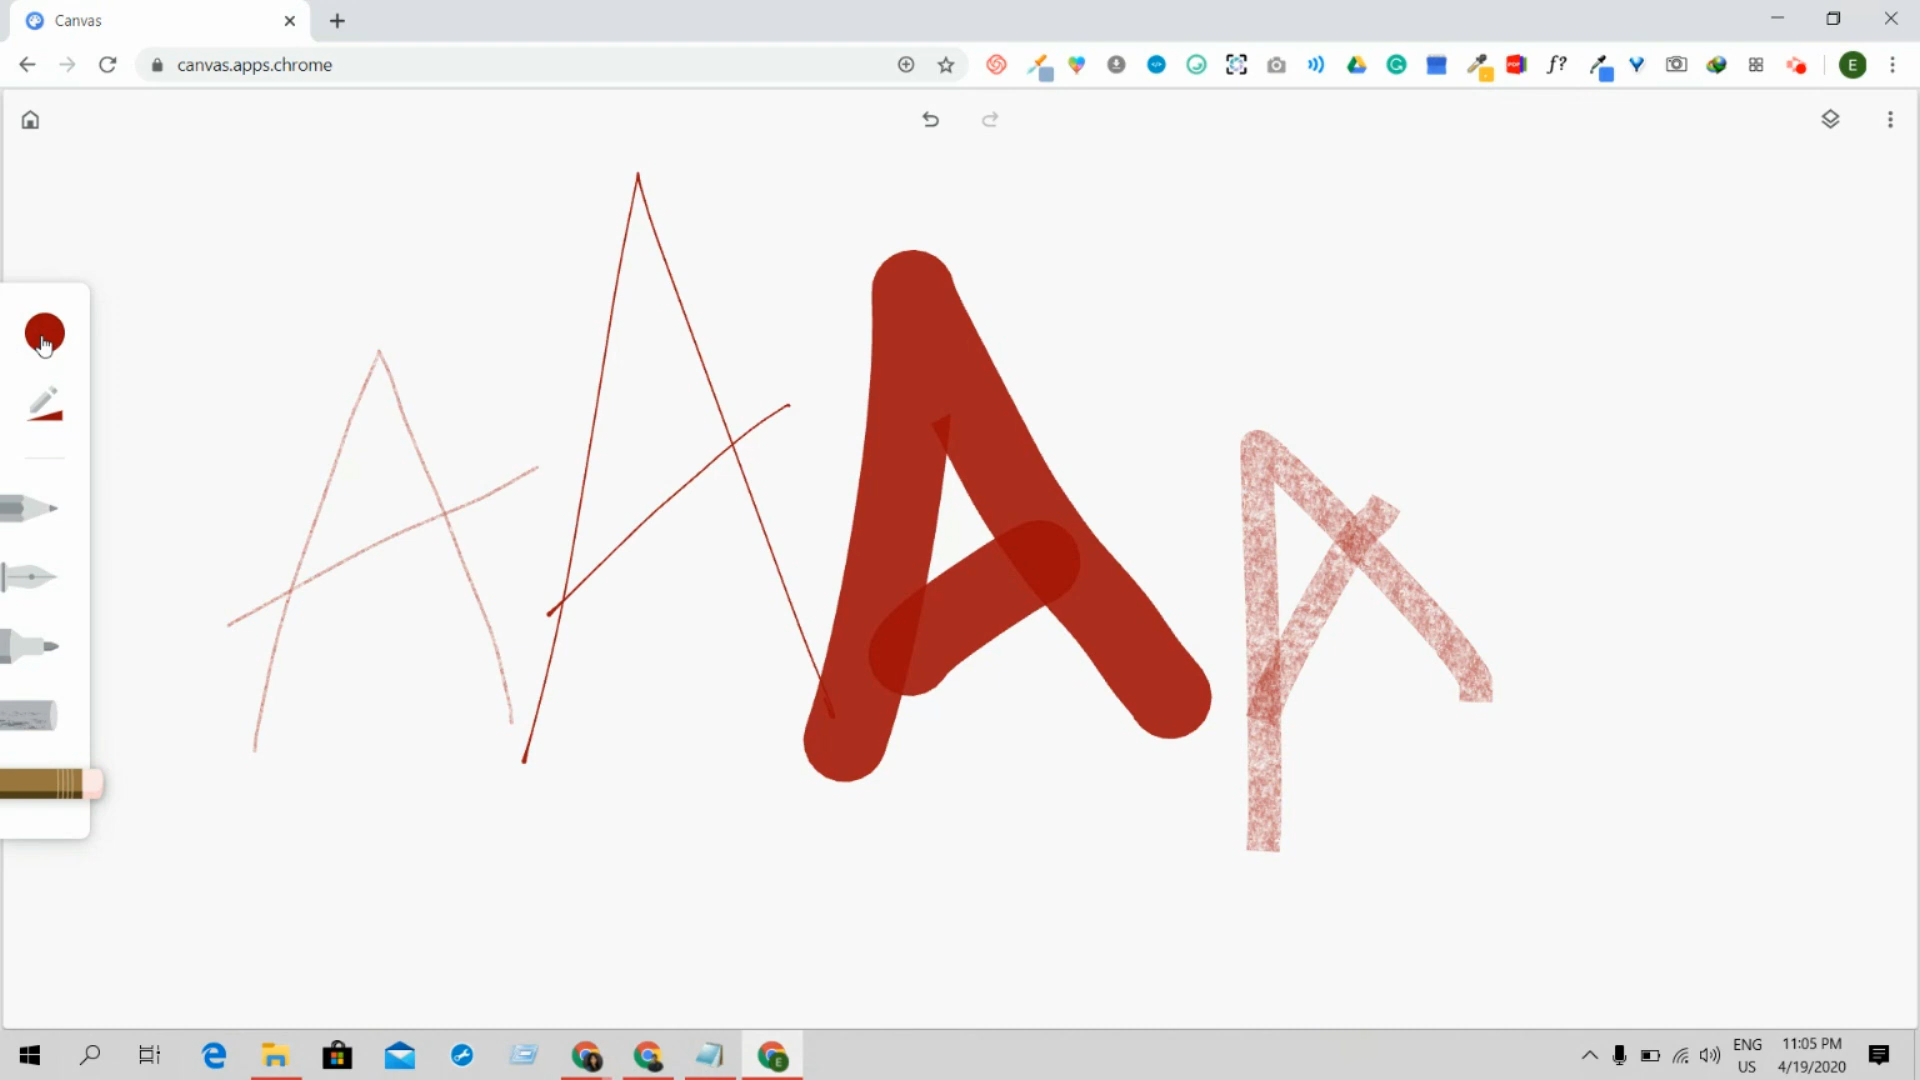 Canvas
canvas.apps.chrome
f?
E
A A A A
ENG
US
11:05 PM
4/19/2020